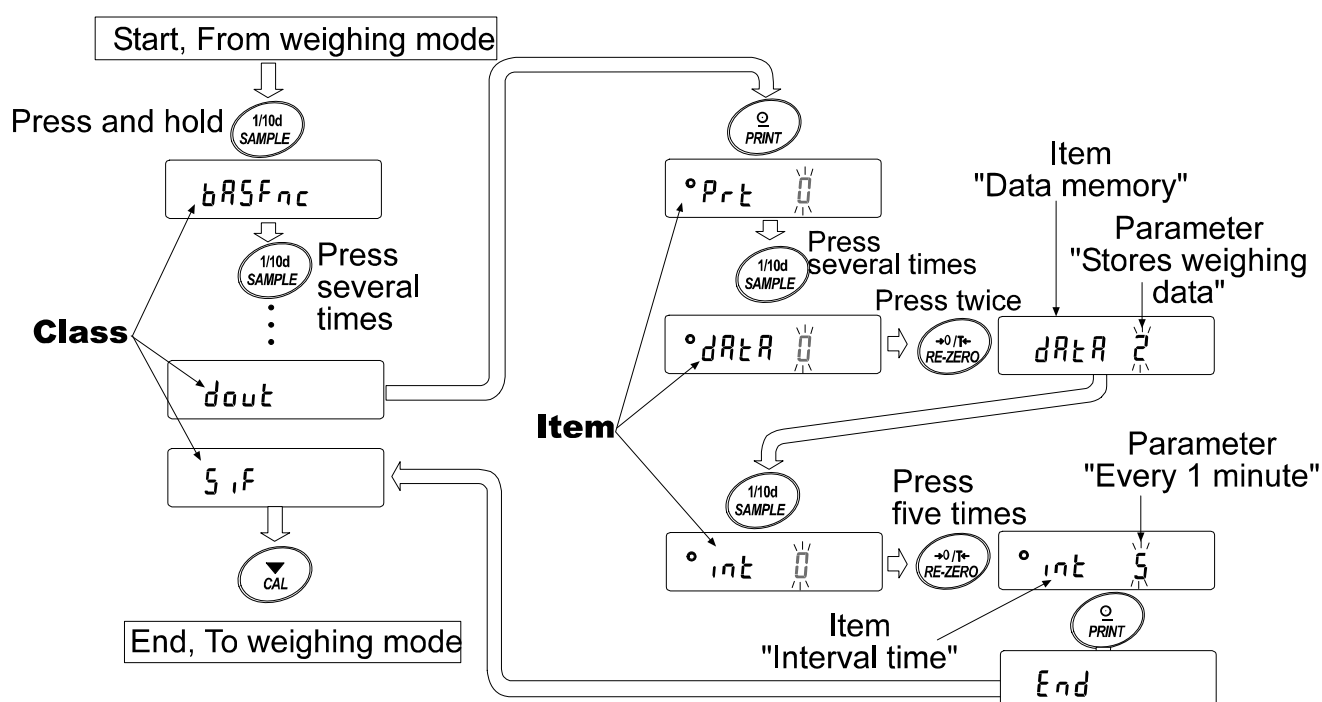 Start, From weighing mode
Press and hold
1/10d
SAMPLE
bASFnc
1/10d
SAMPLE
Press
several
times
Class
dout
SiF
CAL
End, To weighing mode
PRINT
Prt 0
1/10d
SAMPLE
Press
several times
Item
dAtA 0
Press twice
→0/T←
RE-ZERO
Item
"Data memory"
Parameter
"Stores weighing
data"
dAtA 2
1/10d
SAMPLE
int 0
Press
five times
→0/T←
RE-ZERO
Parameter
"Every 1 minute"
int 5
Item
"Interval time"
PRINT
End